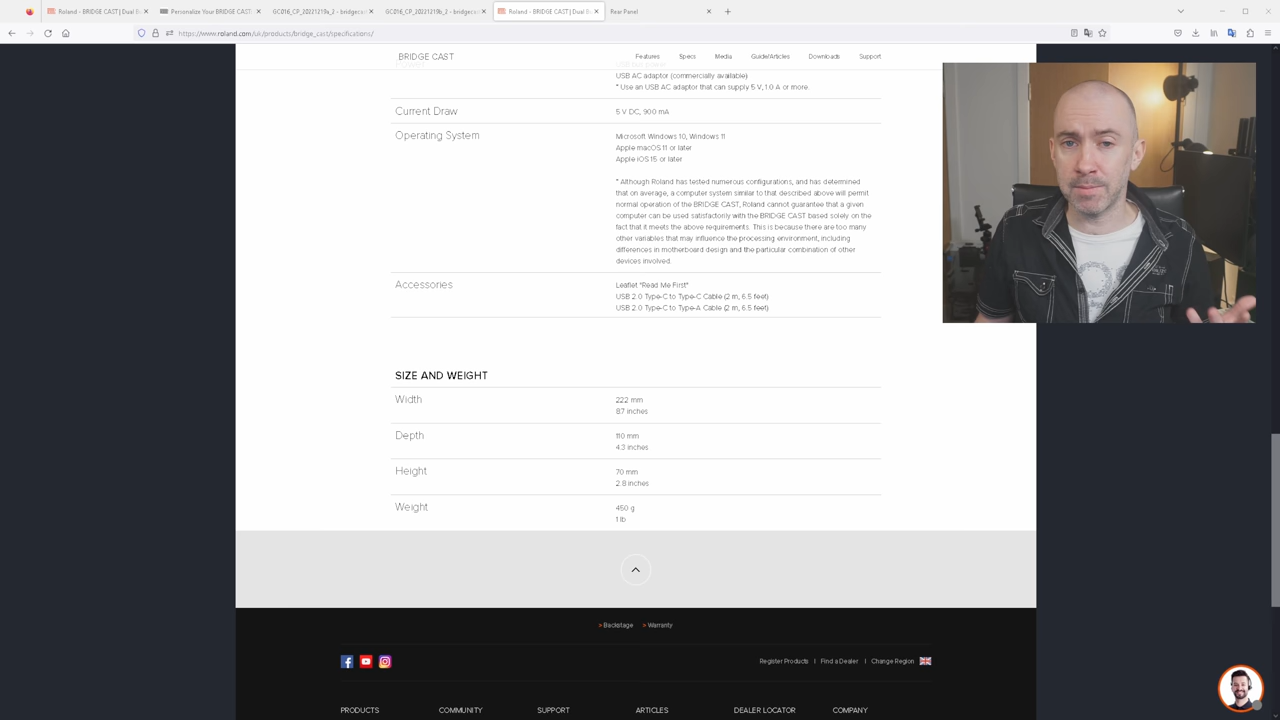 Roland - BRIDGE CAST | Dual B
Personalize Your BRIDGE CAST
GC016_CP_20221219a_2 - bridgecast
GC016_CP_20221219b_2 - bridgecast
Roland - BRIDGE CAST | Dual B
Rear Panel
https://www.roland.com/uk/products/bridge_cast/specifications/
BRIDGE CAST
Features
Specs
Media
Guide/Articles
Downloads
Support
USB bus power
USB AC adaptor (commercially available)
* Use an USB AC adaptor that can supply 5 V, 1.0 A or more.
Current Draw
5 V DC, 900 mA
Operating System
Microsoft Windows 10, Windows 11
Apple macOS 11 or later
Apple iOS 15 or later
* Although Roland has tested numerous configurations, and has determined
that on average, a computer system similar to that described above will permit
normal operation of the BRIDGE CAST, Roland cannot guarantee that a given
computer can be used satisfactorily with the BRIDGE CAST based solely on the
fact that it meets the above requirements. This is because there are too many
other variables that may influence the processing environment, including
differences in motherboard design and the particular combination of other
devices involved.
Accessories
Leaflet "Read Me First"
USB 2.0 Type-C to Type-C Cable (2 m, 6.5 feet)
USB 2.0 Type-C to Type-A Cable (2 m, 6.5 feet)
SIZE AND WEIGHT
Width
222 mm
8.7 inches
Depth
110 mm
4.3 inches
Height
70 mm
2.8 inches
Weight
450 g
1 lb
> Backstage
> Warranty
Register Products | Find a Dealer | Change Region
PRODUCTS
COMMUNITY
SUPPORT
ARTICLES
DEALER LOCATOR
COMPANY